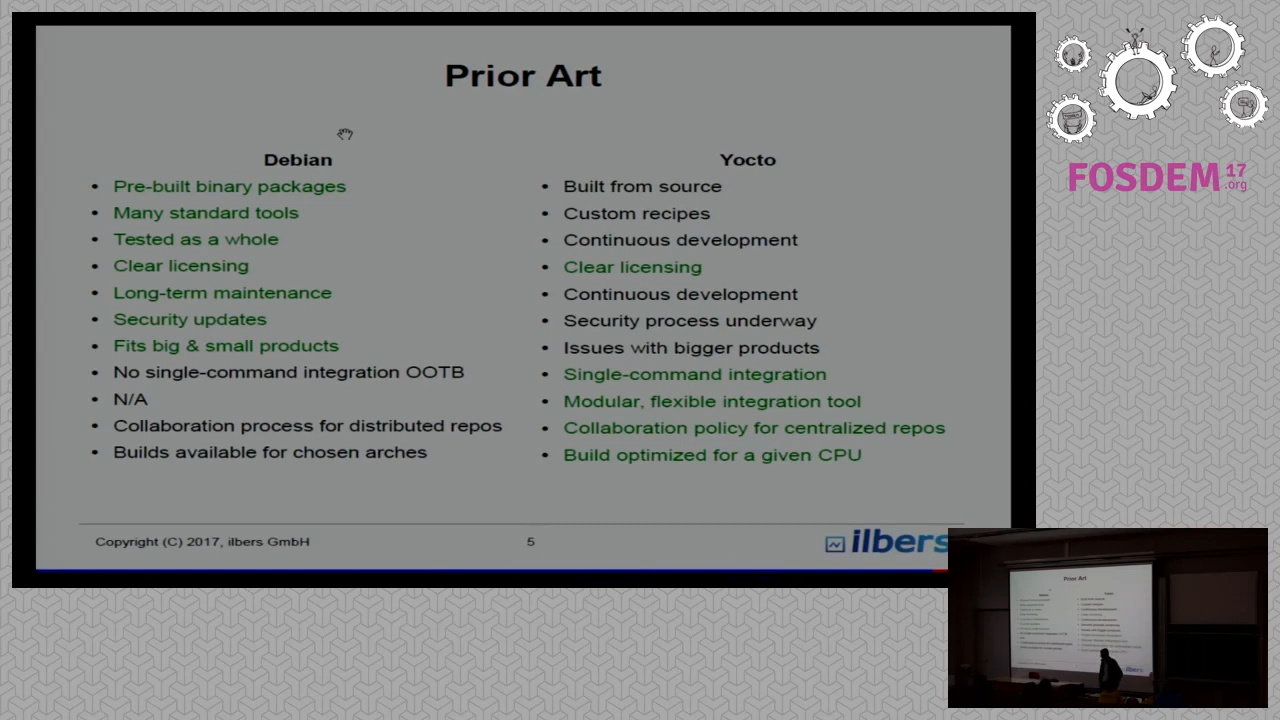 Prior Art
Debian
• Pre-built binary packages
• Many standard tools
• Tested as a whole
• Clear licensing
• Long-term maintenance
• Security updates
• Fits big & small products
• No single-command integration OOTB
• N/A
• Collaboration process for distributed repos
• Builds available for chosen arches
Yocto
• Built from source
• Custom recipes
• Continuous development
• Clear licensing
• Continuous development
• Security process underway
• Issues with bigger products
• Single-command integration
• Modular, flexible integration tool
• Collaboration policy for centralized repos
• Build optimized for a given CPU
Copyright (C) 2017, ilbers GmbH
5
ilbers
FOSDEM 17
.org
Prior Art